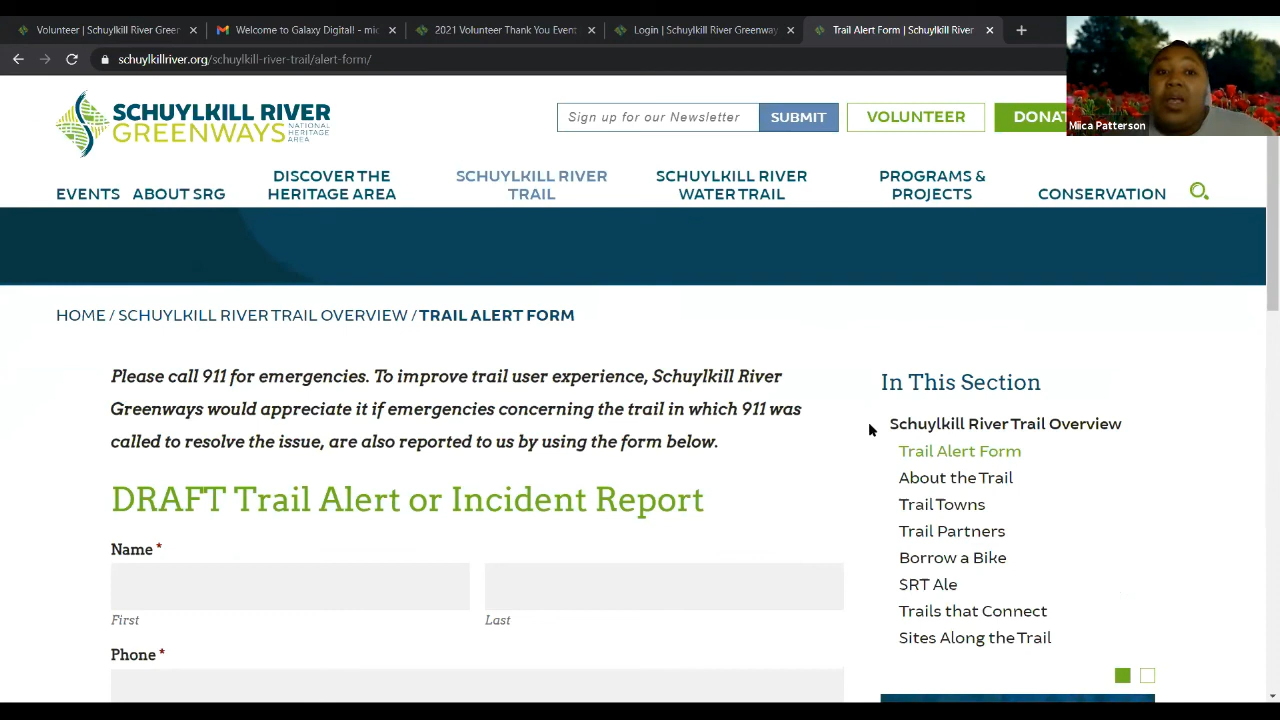 Volunteer | Schuylkill River Green
Welcome to Galaxy Digital! - mic
2021 Volunteer Thank You Event
Login | Schuylkill River Greenway
Trail Alert Form | Schuylkill River
schuylkillriver.org/schuylkill-river-trail/alert-form/
Miica Patterson
SCHUYLKILL RIVER
GREENWAYS
NATIONAL
HERITAGE
AREA
Sign up for our Newsletter
SUBMIT
VOLUNTEER
DONA
EVENTS
ABOUT SRG
DISCOVER THE
HERITAGE AREA
SCHUYLKILL RIVER
TRAIL
SCHUYLKILL RIVER
WATER TRAIL
PROGRAMS &
PROJECTS
CONSERVATION
HOME / SCHUYLKILL RIVER TRAIL OVERVIEW / TRAIL ALERT FORM
Please call 911 for emergencies. To improve trail user experience, Schuylkill River
Greenways would appreciate it if emergencies concerning the trail in which 911 was
called to resolve the issue, are also reported to us by using the form below.
DRAFT Trail Alert or Incident Report
Name *
First
Last
Phone *
In This Section
Schuylkill River Trail Overview
Trail Alert Form
About the Trail
Trail Towns
Trail Partners
Borrow a Bike
SRT Ale
Trails that Connect
Sites Along the Trail